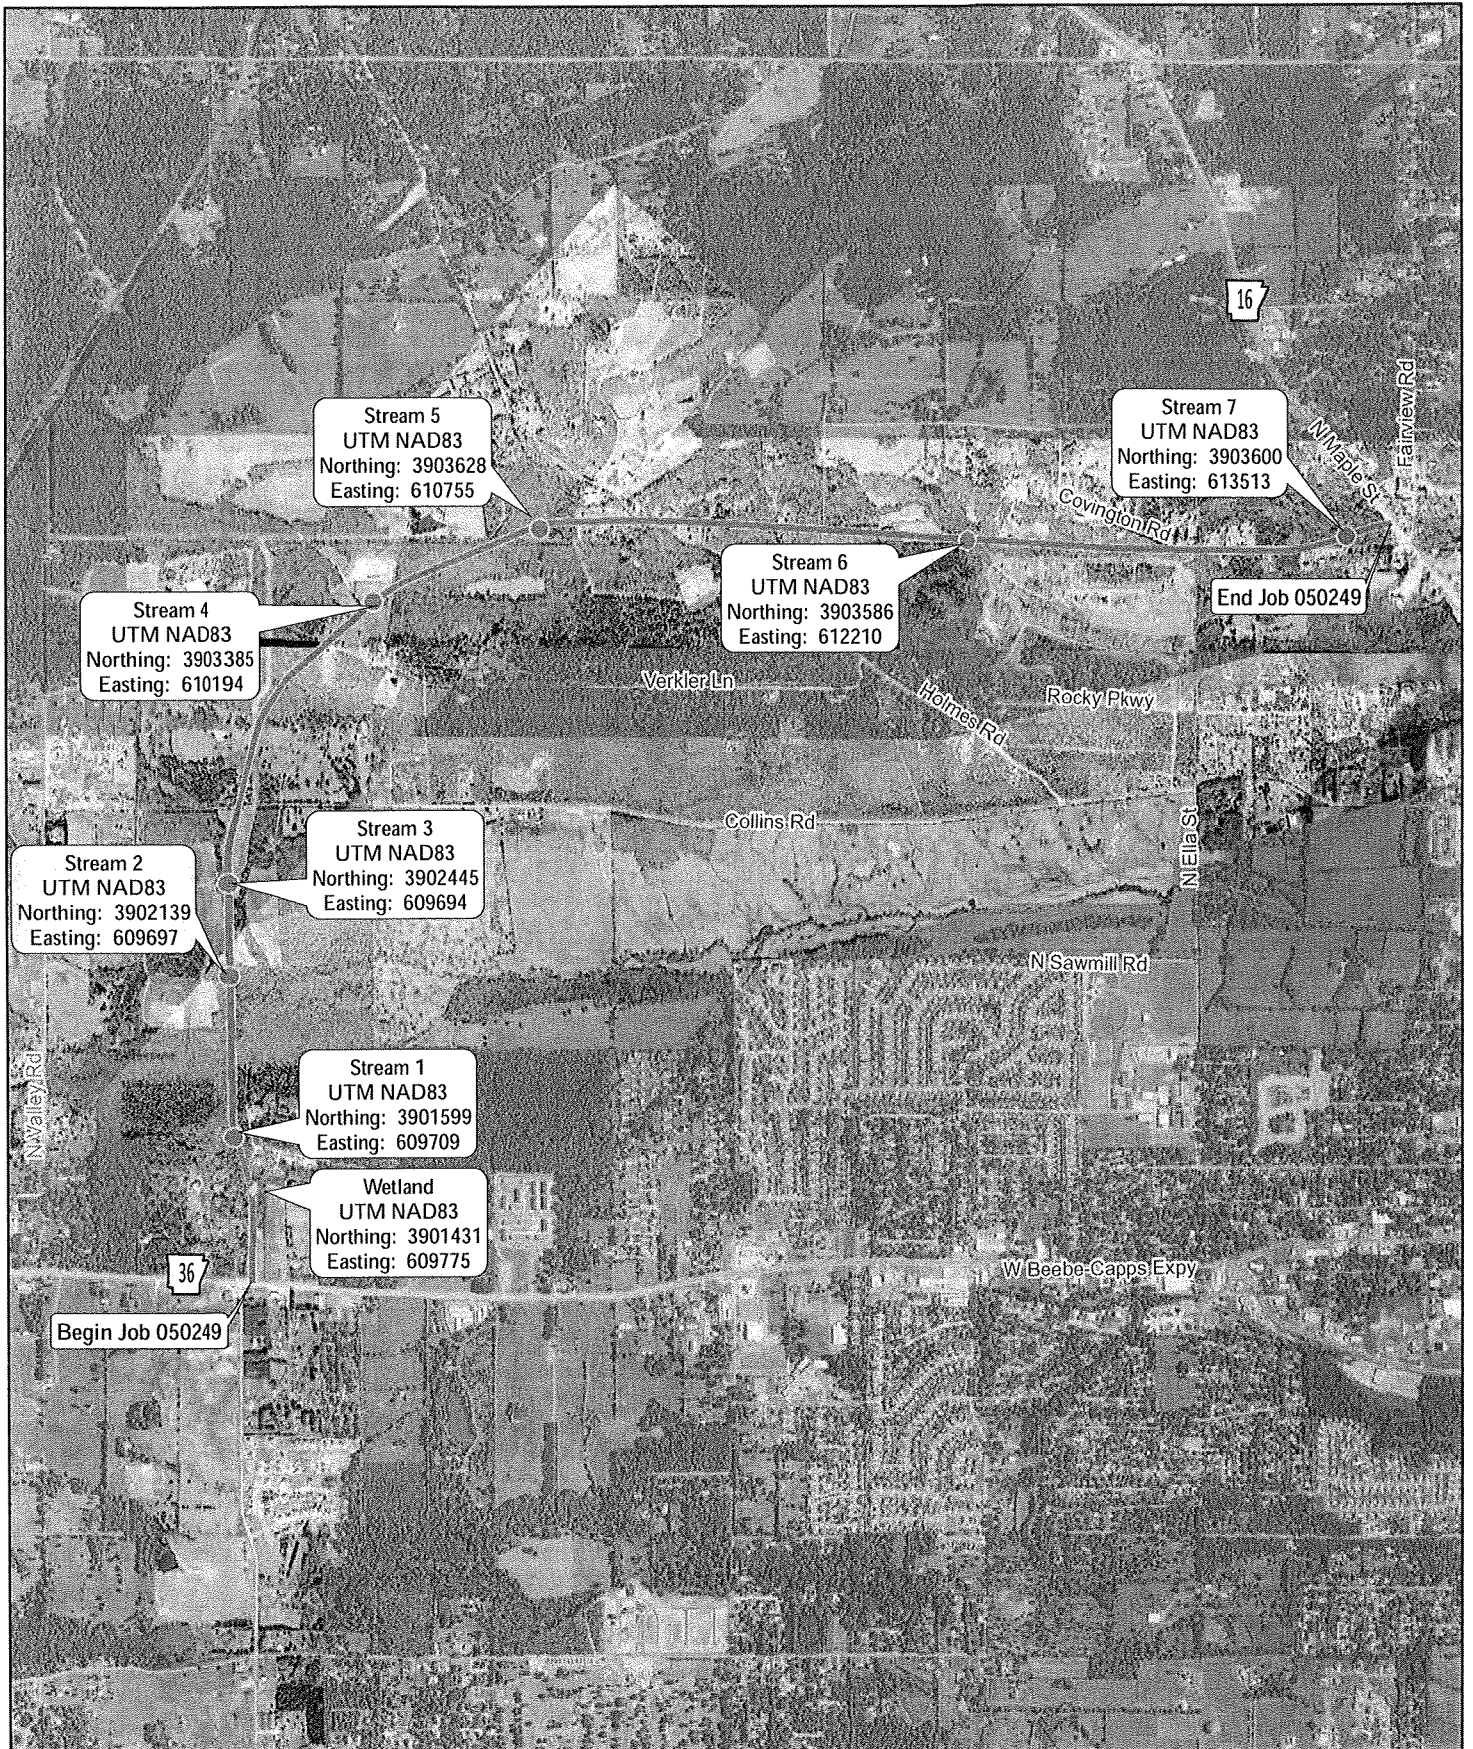 16
Fairview Rd
N Maple St
Stream 5
UTM NAD83
Northing: 3903628
Easting: 610755
Stream 7
UTM NAD83
Northing: 3903600
Easting: 613513
Covington Rd
Stream 6
UTM NAD83
Northing: 3903586
Easting: 612210
End Job 050249
Stream 4
UTM NAD83
Northing: 3903385
Easting: 610194
Verkler Ln
Holmes Rd
Rocky Pkwy
Collins Rd
N Ella St
Stream 3
UTM NAD83
Northing: 3902445
Easting: 609694
Stream 2
UTM NAD83
Northing: 3902139
Easting: 609697
N Sawmill Rd
N Valley Rd
Stream 1
UTM NAD83
Northing: 3901599
Easting: 609709
Wetland
UTM NAD83
Northing: 3901431
Easting: 609775
36
W Beebe-Capps Expy
Begin Job 050249